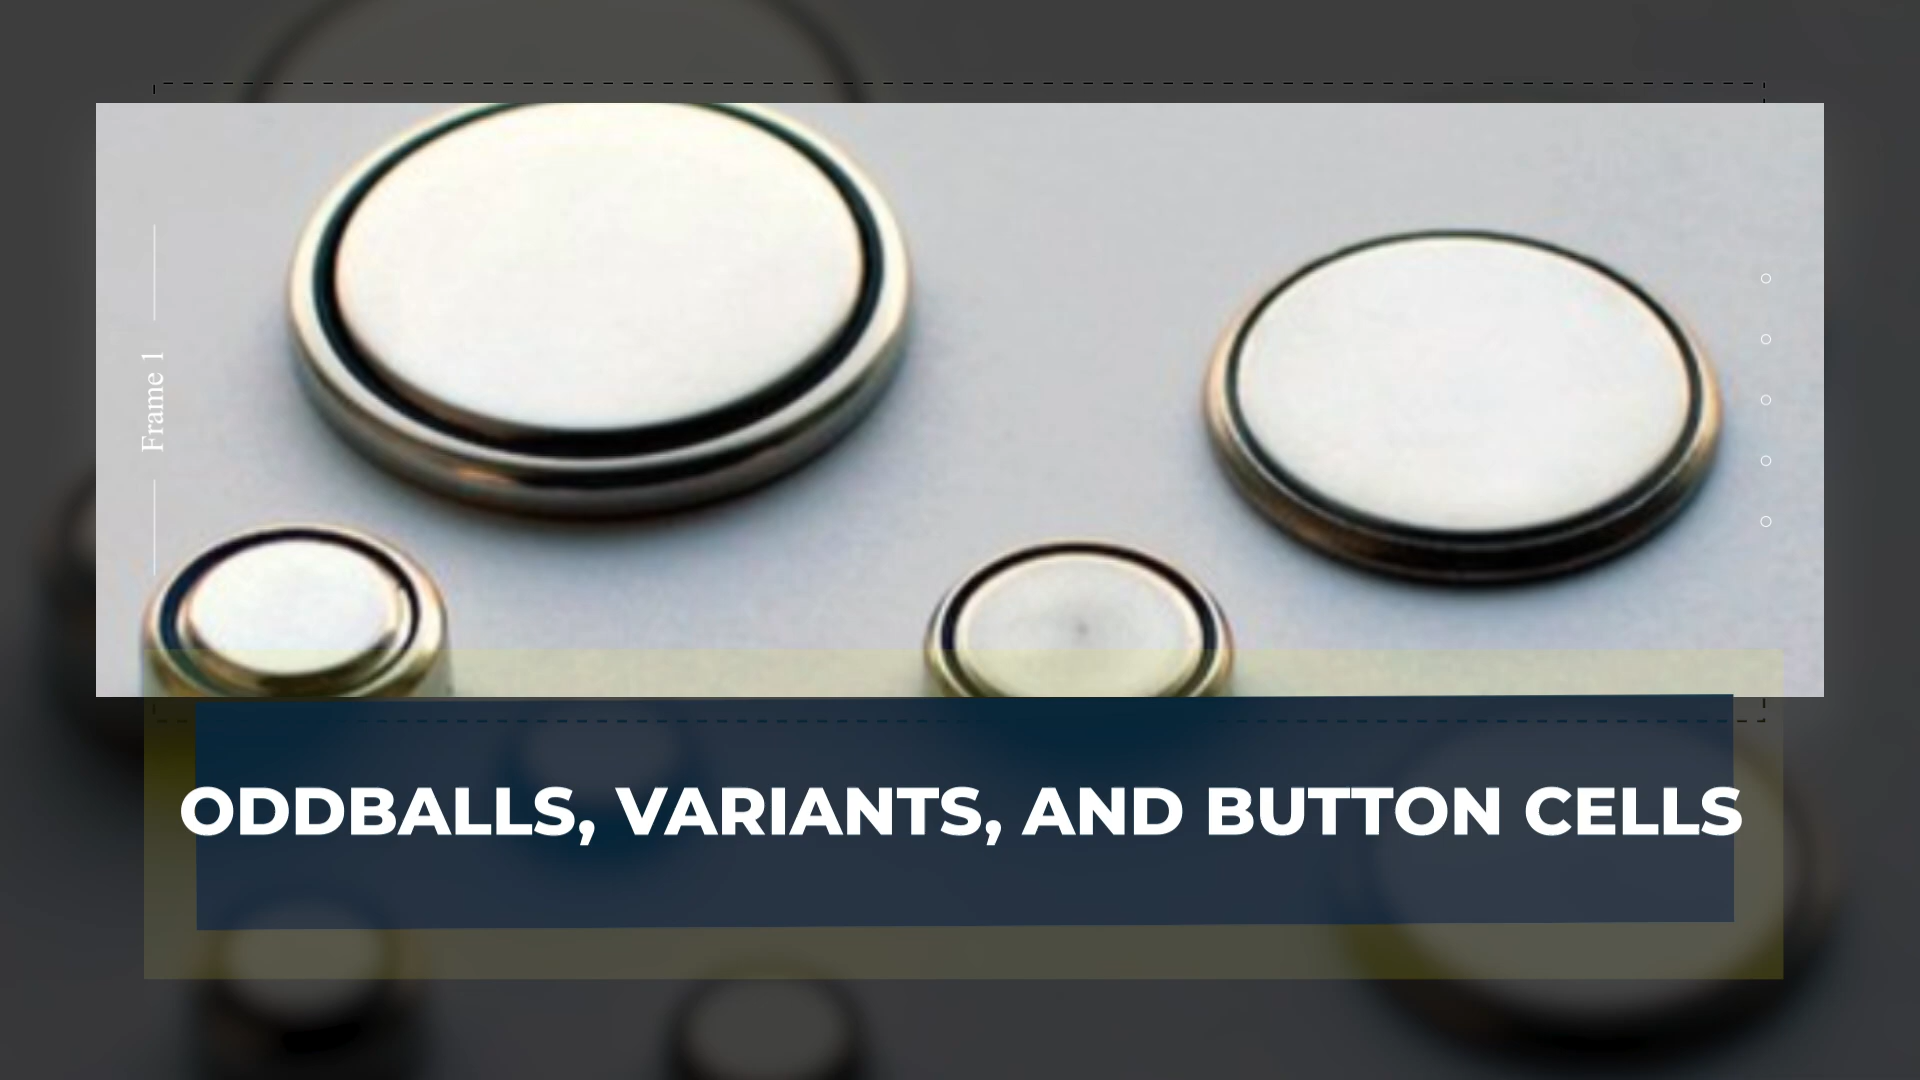 Frame 1
ODDBALLS, VARIANTS, AND BUTTON CELLS